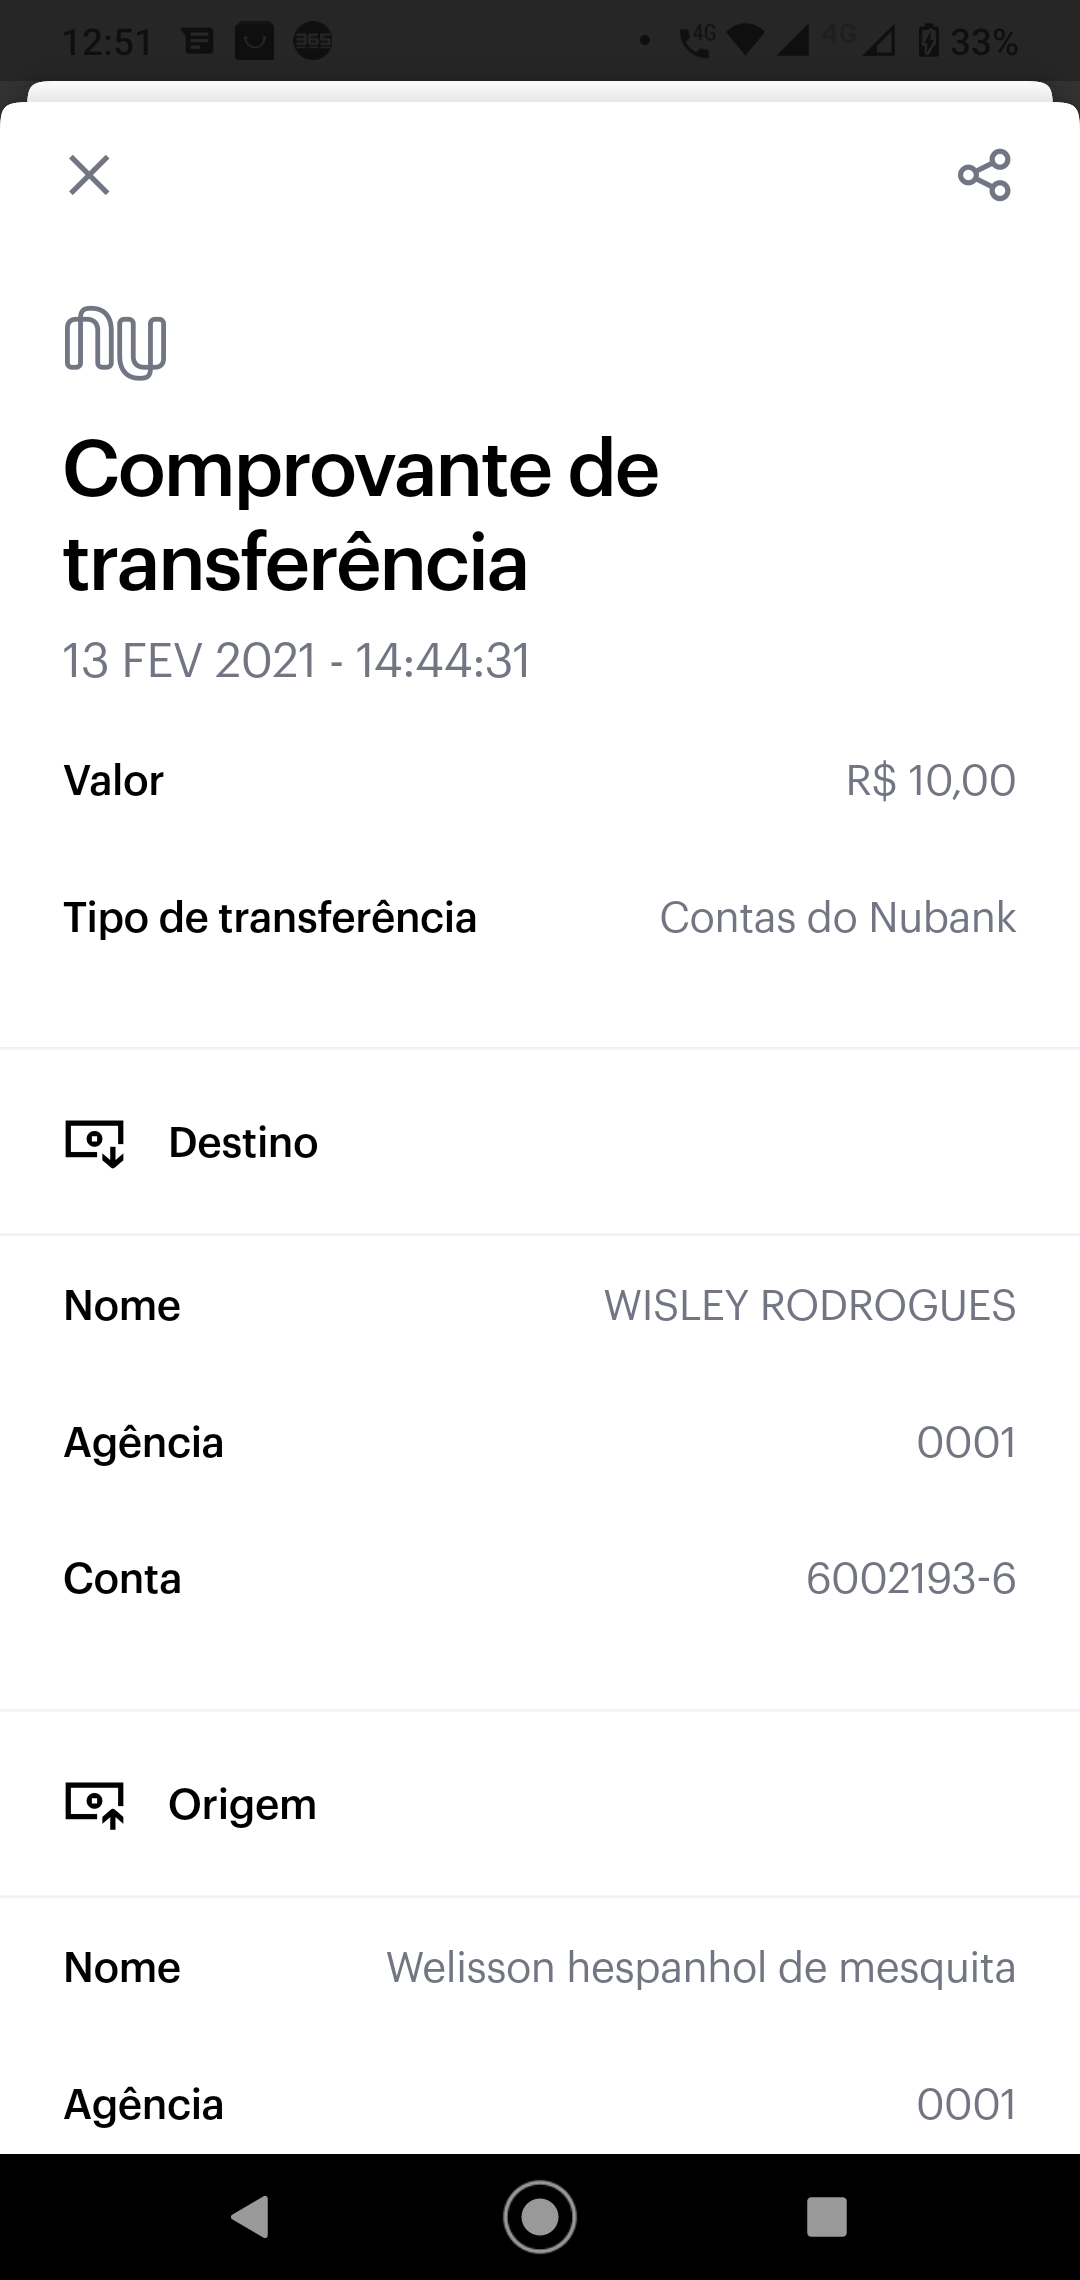 12:51 365 4G 4G 33%
nu
Comprovante de
transferência
13 FEV 2021 - 14:44:31
Valor R$ 10,00
Tipo de transferência Contas do Nubank
Destino
Nome WISLEY RODROGUES
Agência 0001
Conta 6002193-6
Origem
Nome Welisson hespanhol de mesquita
Agência 0001